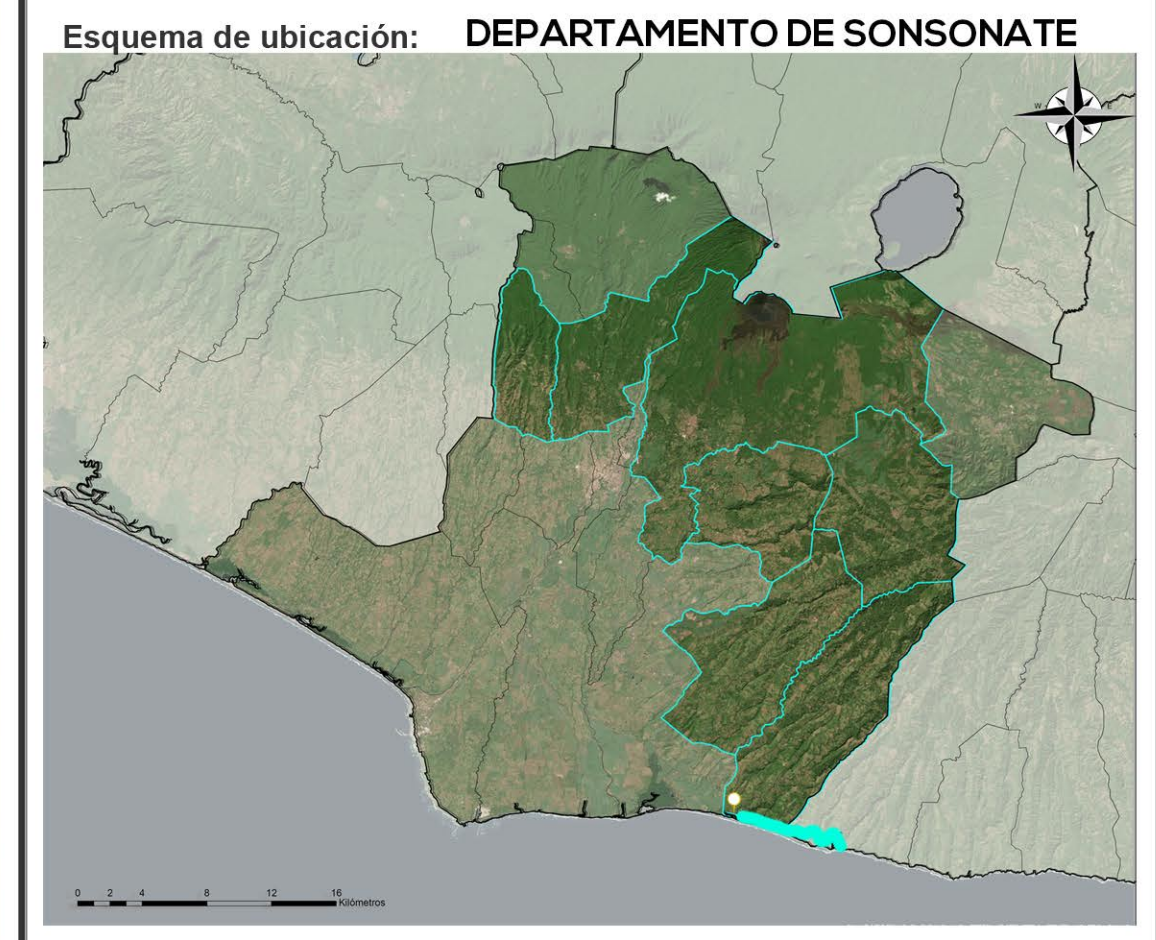 Esquema de ubicación: DEPARTAMENTO DE SONSONATE
W E
0 2 4 8 12 16
Kilómetros